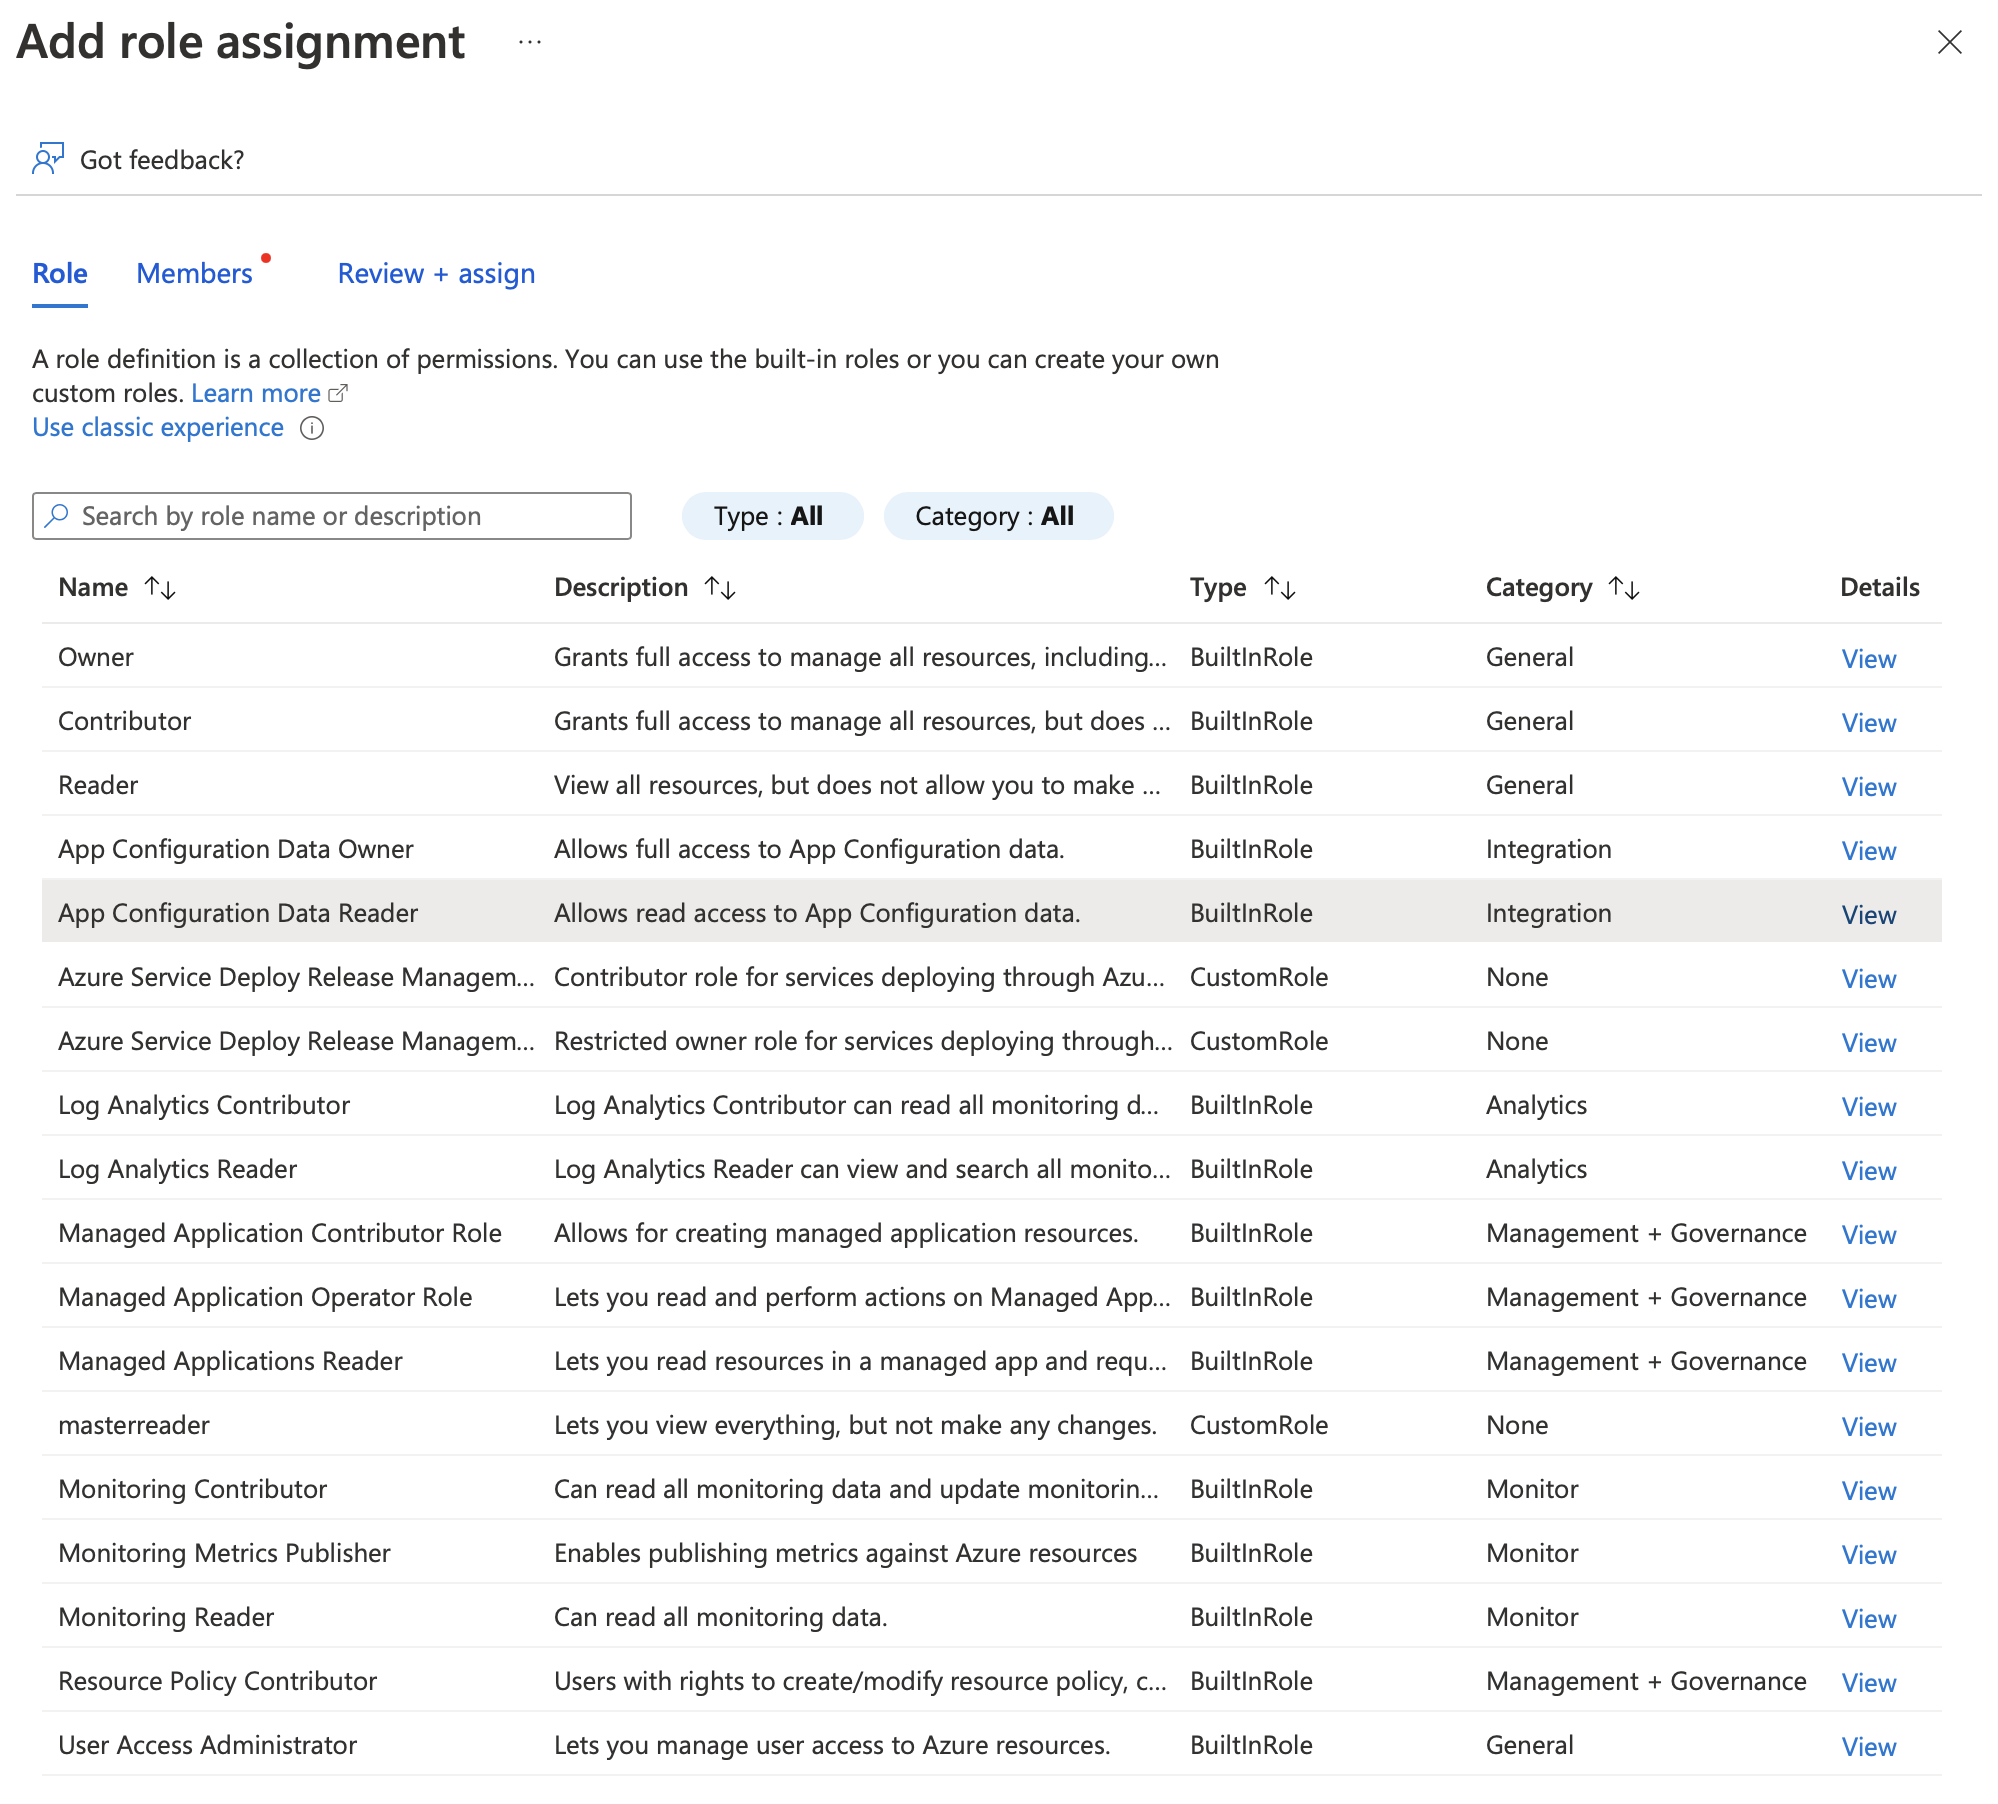 Add role assignment ...
Got feedback?
Role Members Review + assign
A role definition is a collection of permissions. You can use the built-in roles or you can create your own
custom roles. Learn more
Use classic experience
Search by role name or description Type : All Category : All
Name Description Type Category Details
Owner Grants full access to manage all resources, including... BuiltInRole General View
Contributor Grants full access to manage all resources, but does ... BuiltInRole General View
Reader View all resources, but does not allow you to make ... BuiltInRole General View
App Configuration Data Owner Allows full access to App Configuration data. BuiltInRole Integration View
App Configuration Data Reader Allows read access to App Configuration data. BuiltInRole Integration View
Azure Service Deploy Release Managem... Contributor role for services deploying through Azu... CustomRole None View
Azure Service Deploy Release Managem... Restricted owner role for services deploying through... CustomRole None View
Log Analytics Contributor Log Analytics Contributor can read all monitoring d... BuiltInRole Analytics View
Log Analytics Reader Log Analytics Reader can view and search all monito... BuiltInRole Analytics View
Managed Application Contributor Role Allows for creating managed application resources. BuiltInRole Management + Governance View
Managed Application Operator Role Lets you read and perform actions on Managed App... BuiltInRole Management + Governance View
Managed Applications Reader Lets you read resources in a managed app and requ... BuiltInRole Management + Governance View
masterreader Lets you view everything, but not make any changes. CustomRole None View
Monitoring Contributor Can read all monitoring data and update monitorin... BuiltInRole Monitor View
Monitoring Metrics Publisher Enables publishing metrics against Azure resources BuiltInRole Monitor View
Monitoring Reader Can read all monitoring data. BuiltInRole Monitor View
Resource Policy Contributor Users with rights to create/modify resource policy, c... BuiltInRole Management + Governance View
User Access Administrator Lets you manage user access to Azure resources. BuiltInRole General View